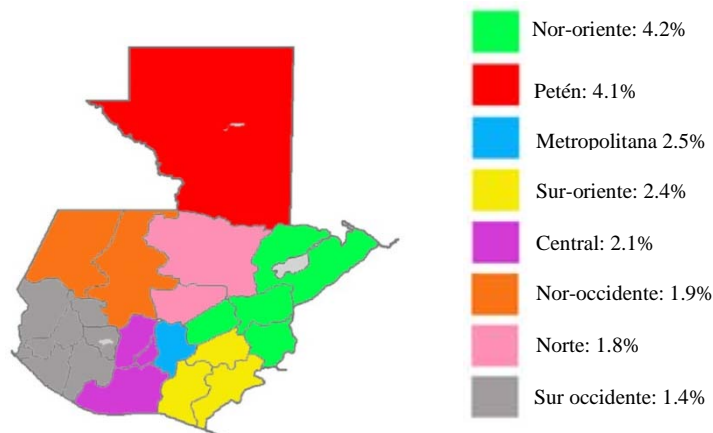 Nor-oriente: 4.2%
Petén: 4.1%
Metropolitana 2.5%
Sur-oriente: 2.4%
Central: 2.1%
Nor-occidente: 1.9%
Norte: 1.8%
Sur occidente: 1.4%